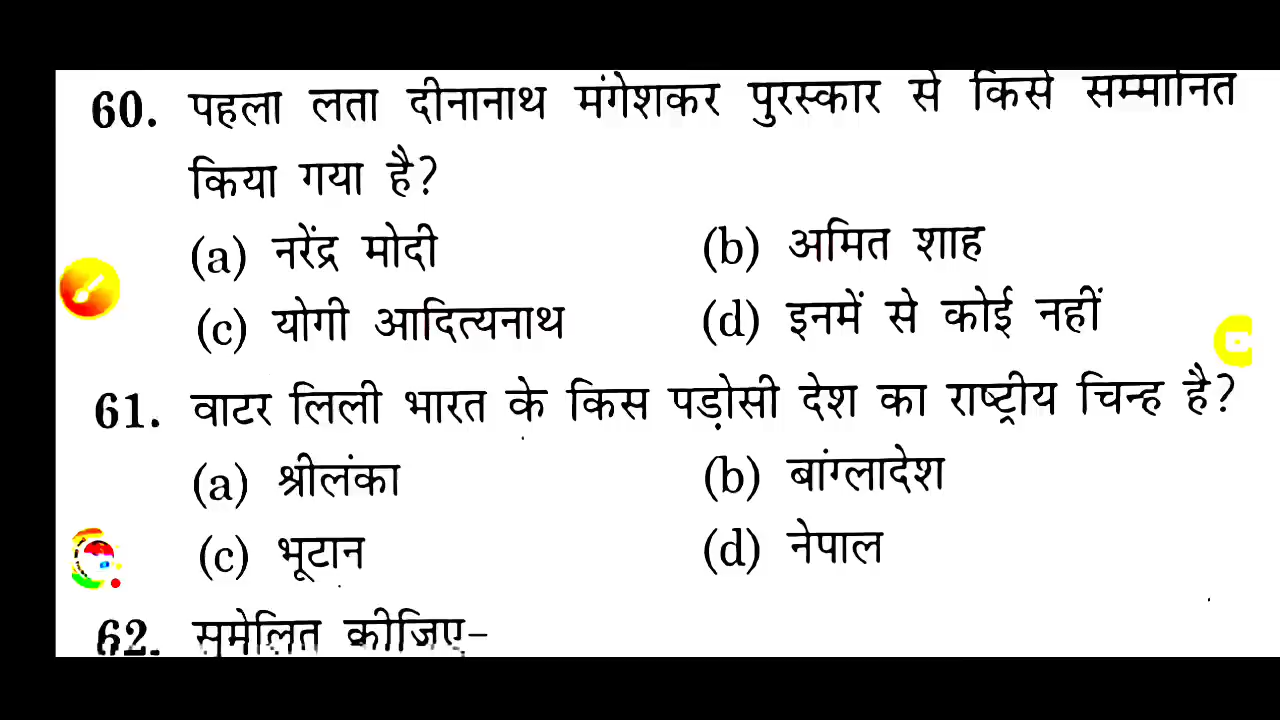 60. पहला लता दीनानाथ मंगेशकर पुरस्कार से किसे सम्मानित
किया गया है?
(a) नरेंद्र मोदी (b) अमित शाह
(c) योगी आदित्यनाथ (d) इनमें से कोई नहीं
61. वाटर लिली भारत के किस पड़ोसी देश का राष्ट्रीय चिन्ह है?
(a) श्रीलंका (b) बांग्लादेश
(c) भूटान (d) नेपाल
62. सुमेलित कीजिए-